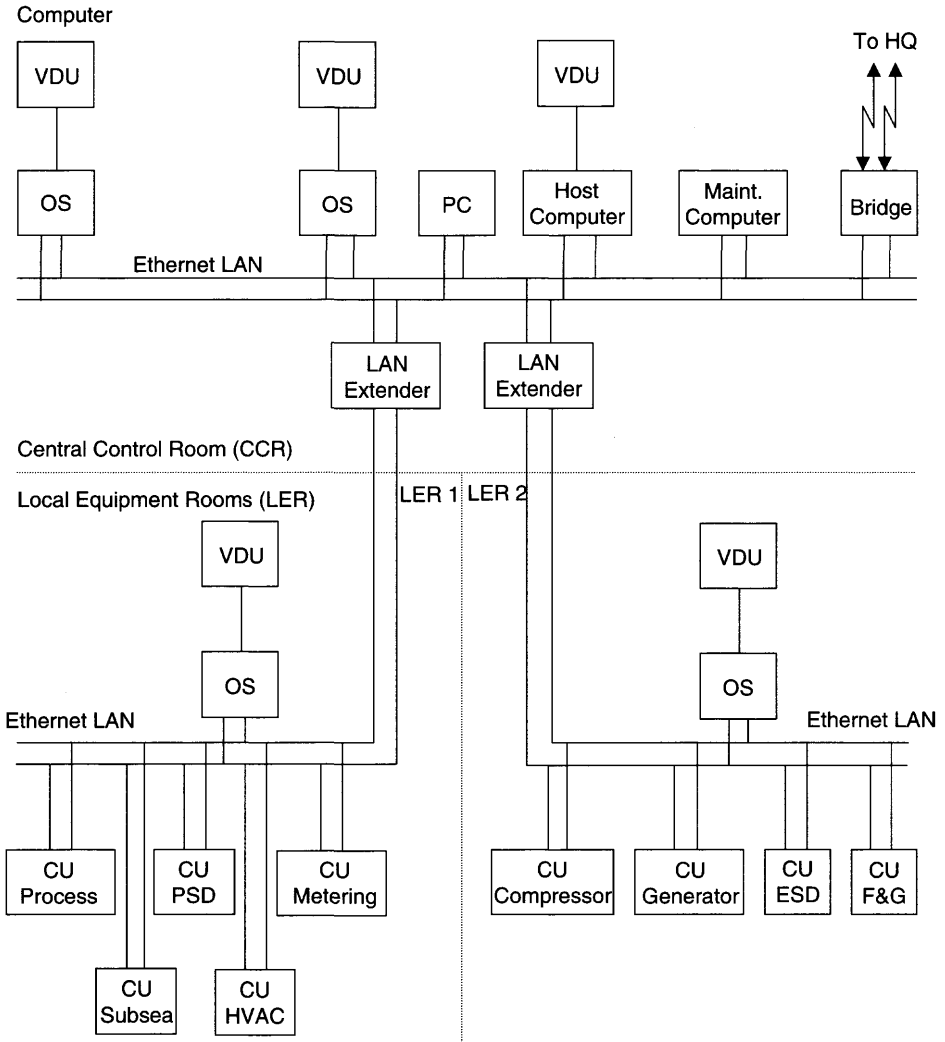 Computer
To HQ
VDU
VDU
VDU
OS
OS
PC
Host
Computer
Maint.
Computer
Bridge
Ethernet LAN
LAN
Extender
LAN
Extender
Central Control Room (CCR)
Local Equipment Rooms (LER)
LER 1
LER 2
VDU
VDU
OS
OS
Ethernet LAN
Ethernet LAN
CU
Process
CU
PSD
CU
Metering
CU
Compressor
CU
Generator
CU
ESD
CU
F&G
CU
Subsea
CU
HVAC